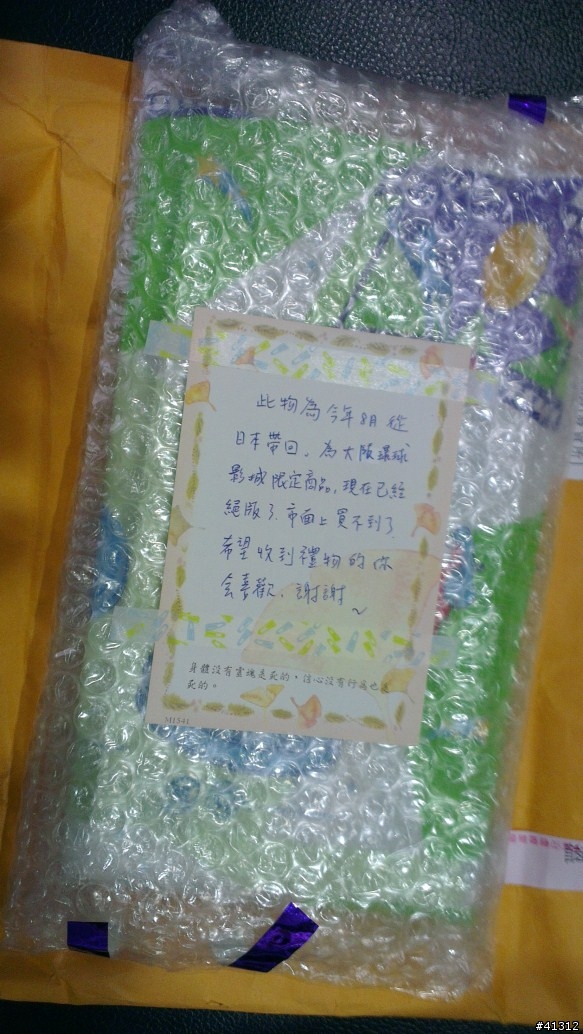 此物為今年8月從
日本帶回。為大阪環球
影城限定商品,現在已經
絕版了.市面上買不到了.
希望收到禮物的你
会喜歡,謝謝~
身體沒有靈魂是死的,信心沒有行為也是
死的。
M1541
#41312